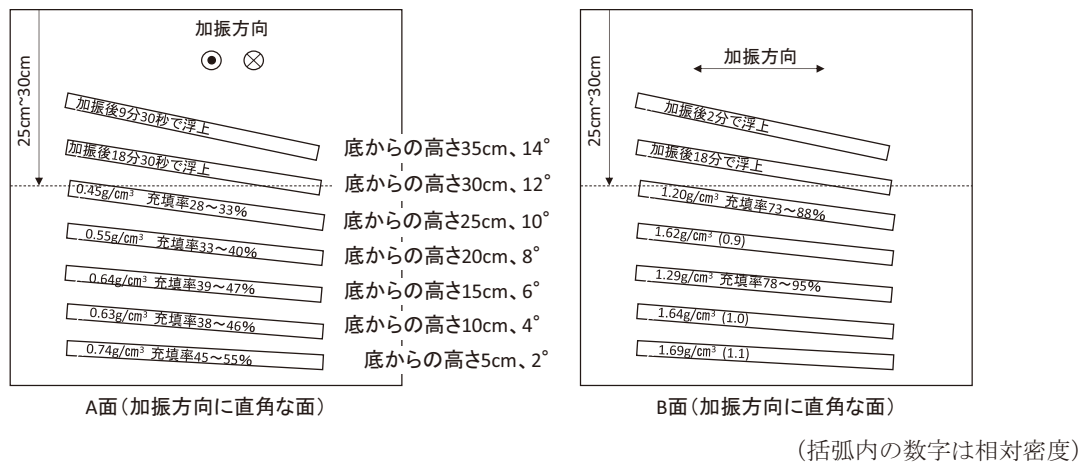 加振方向
25cm~30cm
加振後9分30秒で浮上
加振後18分30秒で浮上
0.45g/cm³ 充填率28～33%
0.55g/cm³ 充填率33～40%
0.64g/cm³ 充填率39～47%
0.63g/cm³ 充填率38～46%
0.74g/cm³ 充填率45～55%
底からの高さ35cm、14°
底からの高さ30cm、12°
底からの高さ25cm、10°
底からの高さ20cm、8°
底からの高さ15cm、6°
底からの高さ10cm、4°
底からの高さ5cm、2°
A面（加振方向に直角な面）
加振方向
25cm~30cm
加振後2分で浮上
加振後18分で浮上
1.20g/cm³ 充填率73～88%
1.62g/cm³ (0.9)
1.29g/cm³ 充填率78～95%
1.64g/cm³ (1.0)
1.69g/cm³ (1.1)
B面（加振方向に直角な面）
（括弧内の数字は相対密度）